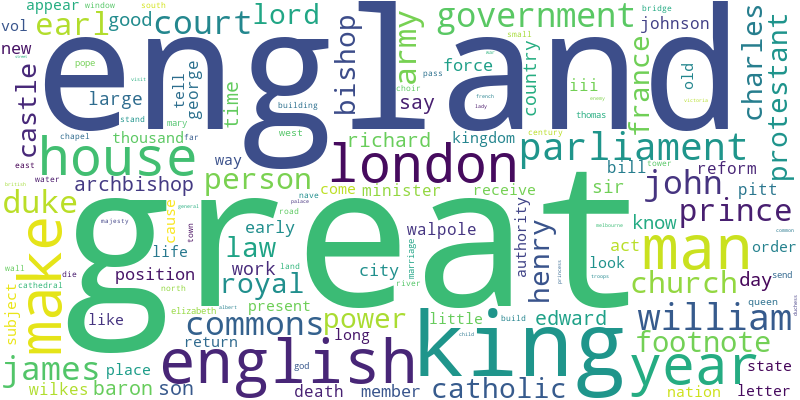 appear window south
vol earl good court lord government bridge johnson
new england
pope tell george army small charles
castle large bishop force country iii old
visit stand building time say choir pass france protestant
mary french enemy
chapel thousand far west richard kingdom thomas victoria
house london parliament
east water way lady century tower
archbishop person come minister receive sir bill reform
british nave
duke great john pitt prince
cause early law walpole authority henry know
majesty general road palace marriage melbourne common
wall life town royal city act look man order
make position work land river troops church day
subject cathedral die north princess send
elizabeth albert present queen duchess
like commons power little edward william
return long build footnote
james place english king year
god child catholic state
wilkes baron son death member nation letter